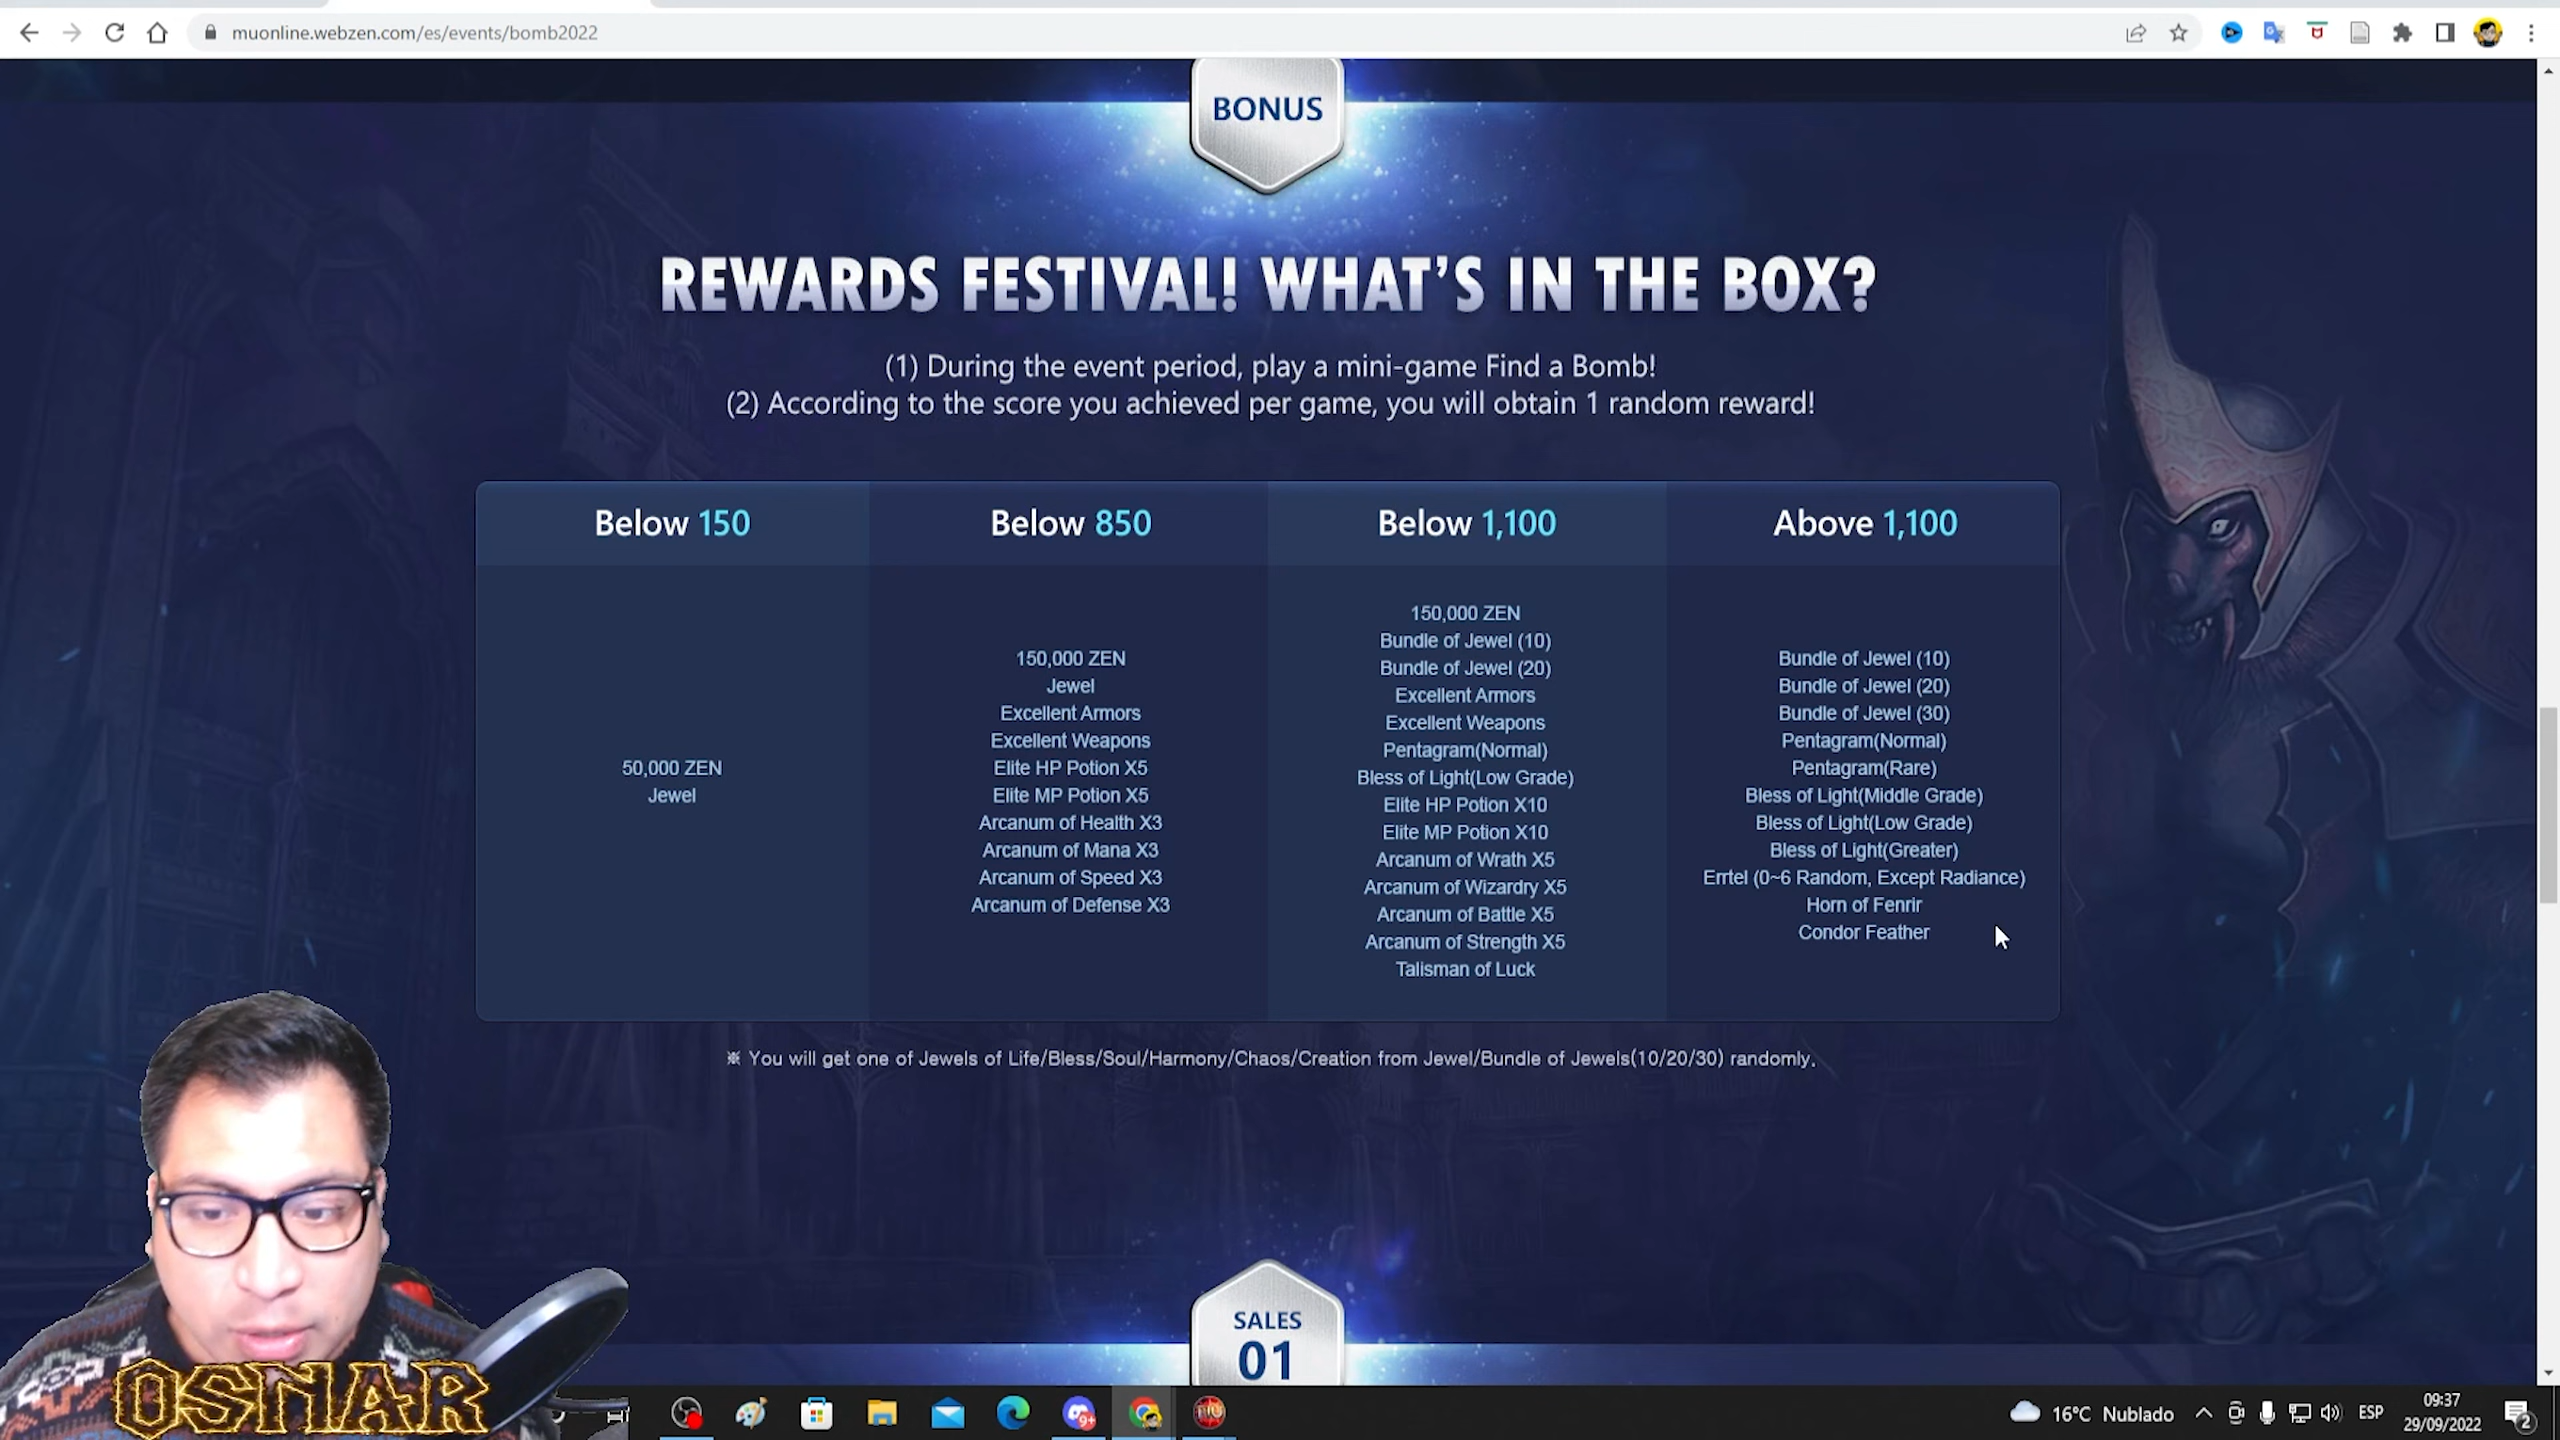 muonline.webzen.com/es/events/bomb2022
BONUS
REWARDS FESTIVAL! WHAT'S IN THE BOX?
(1) During the event period, play a mini-game Find a Bomb!
(2) According to the score you achieved per game, you will obtain 1 random reward!
Below 150
50,000 ZEN
Jewel
Below 850
150,000 ZEN
Jewel
Excellent Armors
Excellent Weapons
Elite HP Potion X5
Elite MP Potion X5
Arcanum of Health X3
Arcanum of Mana X3
Arcanum of Speed X3
Arcanum of Defense X3
Below 1,100
150,000 ZEN
Bundle of Jewel (10)
Bundle of Jewel (20)
Excellent Armors
Excellent Weapons
Pentagram(Normal)
Bless of Light(Low Grade)
Elite HP Potion X10
Elite MP Potion X10
Arcanum of Wrath X5
Arcanum of Wizardry X5
Arcanum of Battle X5
Arcanum of Strength X5
Talisman of Luck
Above 1,100
Bundle of Jewel (10)
Bundle of Jewel (20)
Bundle of Jewel (30)
Pentagram(Normal)
Pentagram(Rare)
Bless of Light(Middle Grade)
Bless of Light(Low Grade)
Bless of Light(Greater)
Errtel (0~6 Random, Except Radiance)
Horn of Fenrir
Condor Feather
※ You will get one of Jewels of Life/Bless/Soul/Harmony/Chaos/Creation from Jewel/Bundle of Jewels(10/20/30) randomly.
SALES
01
OSNAR
9+
MU
16°C Nublado
ESP
09:37
29/09/2022
2